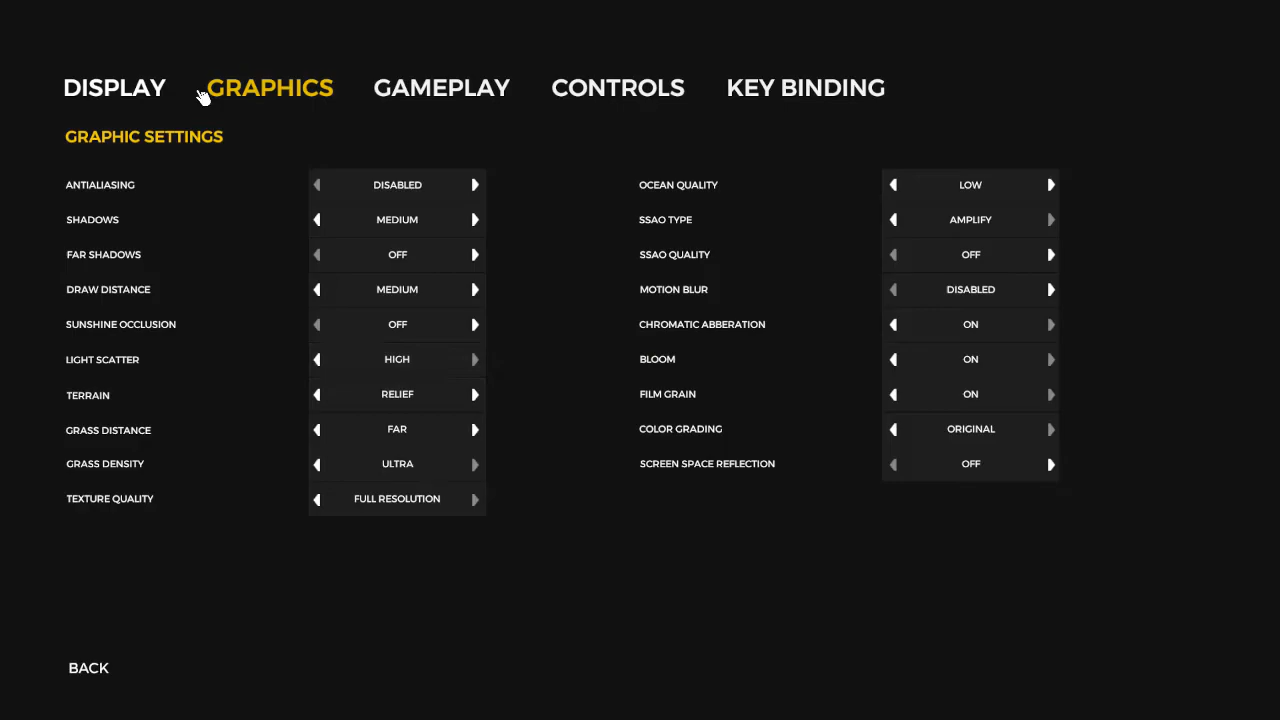 DISPLAY GRAPHICS GAMEPLAY CONTROLS KEY BINDING
GRAPHIC SETTINGS
ANTIALIASING DISABLED
SHADOWS MEDIUM
FAR SHADOWS OFF
DRAW DISTANCE MEDIUM
SUNSHINE OCCLUSION OFF
LIGHT SCATTER HIGH
TERRAIN RELIEF
GRASS DISTANCE FAR
GRASS DENSITY ULTRA
TEXTURE QUALITY FULL RESOLUTION
OCEAN QUALITY LOW
SSAO TYPE AMPLIFY
SSAO QUALITY OFF
MOTION BLUR DISABLED
CHROMATIC ABBERATION ON
BLOOM ON
FILM GRAIN ON
COLOR GRADING ORIGINAL
SCREEN SPACE REFLECTION OFF
BACK